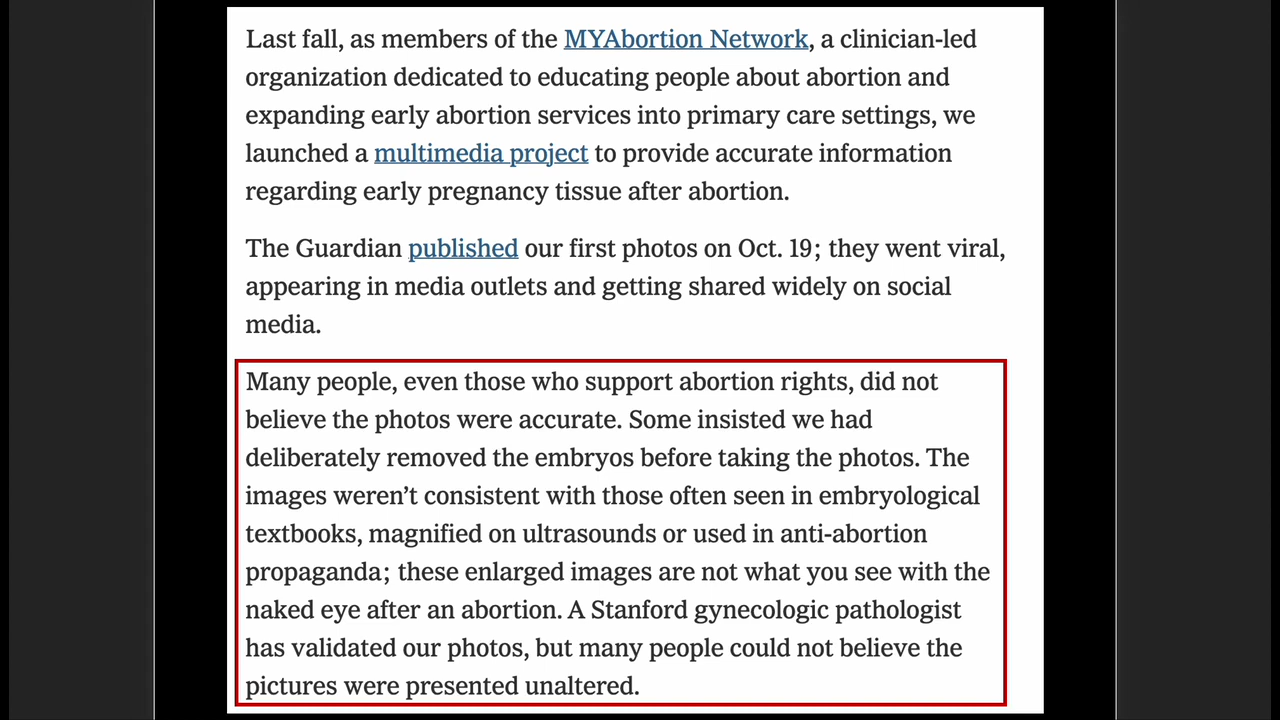 Last fall, as members of the MYAbortion Network, a clinician-led
organization dedicated to educating people about abortion and
expanding early abortion services into primary care settings, we
launched a multimedia project to provide accurate information
regarding early pregnancy tissue after abortion.
The Guardian published our first photos on Oct. 19; they went viral,
appearing in media outlets and getting shared widely on social
media.
Many people, even those who support abortion rights, did not
believe the photos were accurate. Some insisted we had
deliberately removed the embryos before taking the photos. The
images weren’t consistent with those often seen in embryological
textbooks, magnified on ultrasounds or used in anti-abortion
propaganda; these enlarged images are not what you see with the
naked eye after an abortion. A Stanford gynecologic pathologist
has validated our photos, but many people could not believe the
pictures were presented unaltered.